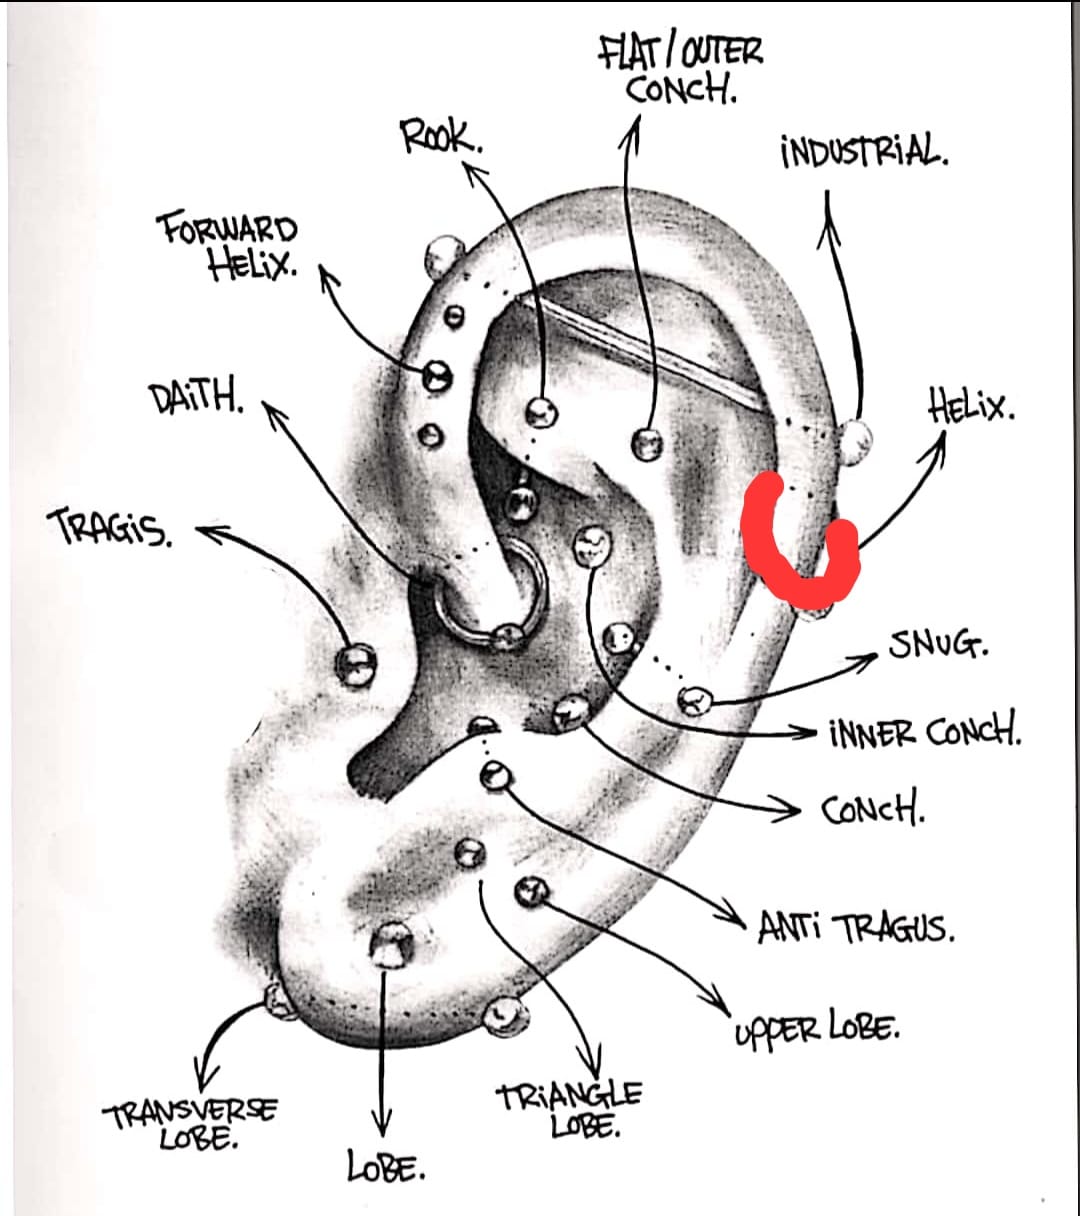 FLAT / OUTER
CONCH.
ROOK.
iNDUSTRiAL.
FORWARD
HELiX.
DAiTH.
HELiX.
TRAGiS.
SNUG.
iNNER CONCH.
CONCH.
ANTi TRAGUS.
UPPER LOBE.
TRANSVERSE
LOBE.
TRiANGLE
LOBE.
LOBE.